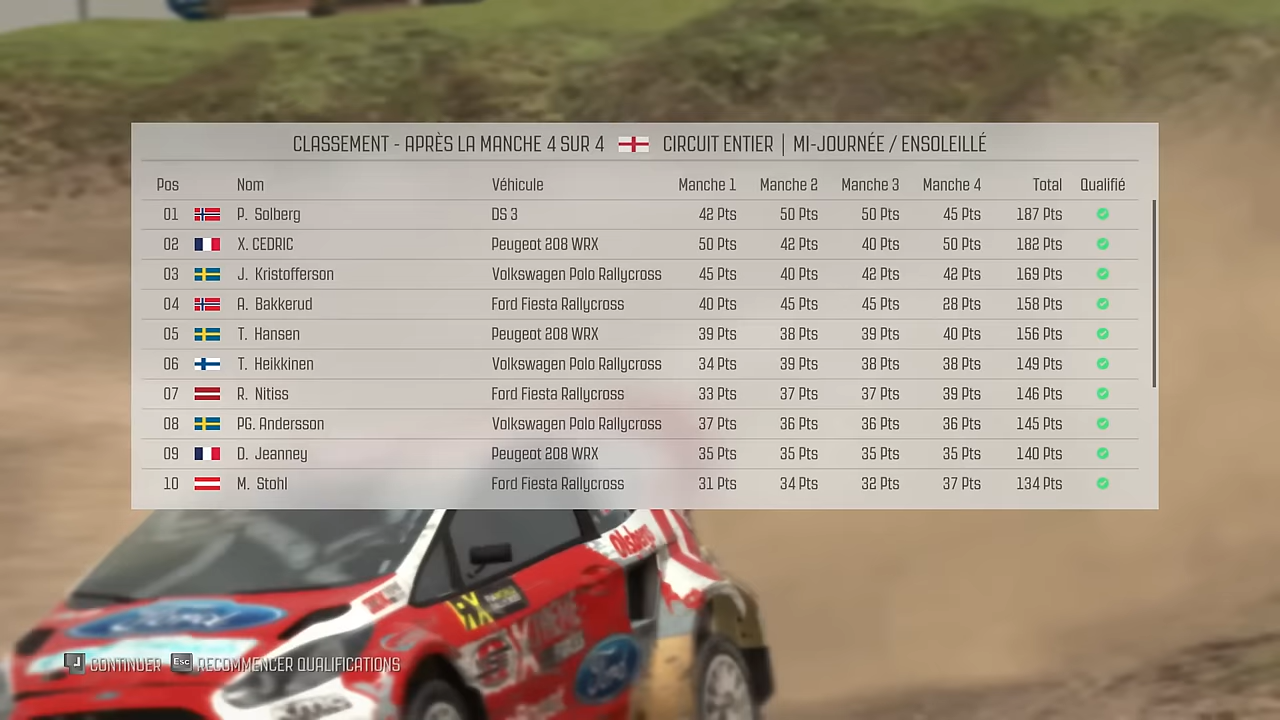 CLASSEMENT - APRÈS LA MANCHE 4 SUR 4 CIRCUIT ENTIER | MI-JOURNÉE / ENSOLEILLÉ
Pos Nom Véhicule Manche 1 Manche 2 Manche 3 Manche 4 Total Qualifié
01 P. Solberg DS 3 42 Pts 50 Pts 50 Pts 45 Pts 187 Pts
02 X. CEDRIC Peugeot 208 WRX 50 Pts 42 Pts 40 Pts 50 Pts 182 Pts
03 J. Kristofferson Volkswagen Polo Rallycross 45 Pts 40 Pts 42 Pts 42 Pts 169 Pts
04 A. Bakkerud Ford Fiesta Rallycross 40 Pts 45 Pts 45 Pts 28 Pts 158 Pts
05 T. Hansen Peugeot 208 WRX 39 Pts 38 Pts 39 Pts 40 Pts 156 Pts
06 T. Heikkinen Volkswagen Polo Rallycross 34 Pts 39 Pts 38 Pts 38 Pts 149 Pts
07 R. Nitiss Ford Fiesta Rallycross 33 Pts 37 Pts 37 Pts 39 Pts 146 Pts
08 PG. Andersson Volkswagen Polo Rallycross 37 Pts 36 Pts 36 Pts 36 Pts 145 Pts
09 D. Jeanney Peugeot 208 WRX 35 Pts 35 Pts 35 Pts 35 Pts 140 Pts
10 M. Stohl Ford Fiesta Rallycross 31 Pts 34 Pts 32 Pts 37 Pts 134 Pts
Olsbergs
Ford
RX
Ford
CONTINUER Esc RECOMMENCER QUALIFICATIONS